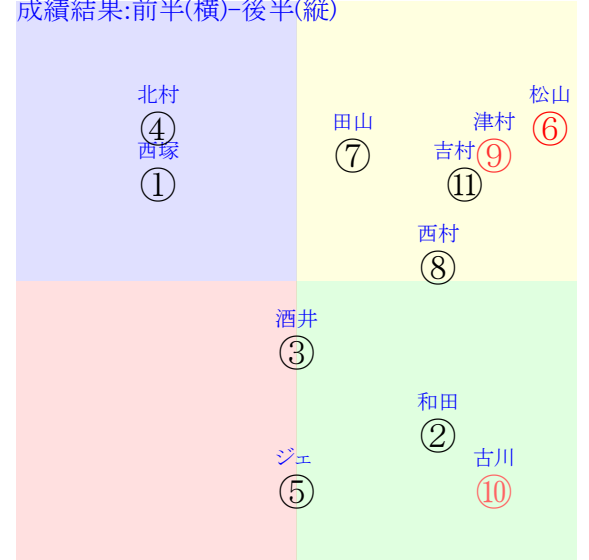 成績結果:前半(横)-後半(縦)
北村
④
西塚
①
田山
⑦
津村
⑨
松山
⑥
吉村
⑪
西村
⑧
酒井
③
和田
②
ジェ
⑤
古川
⑩